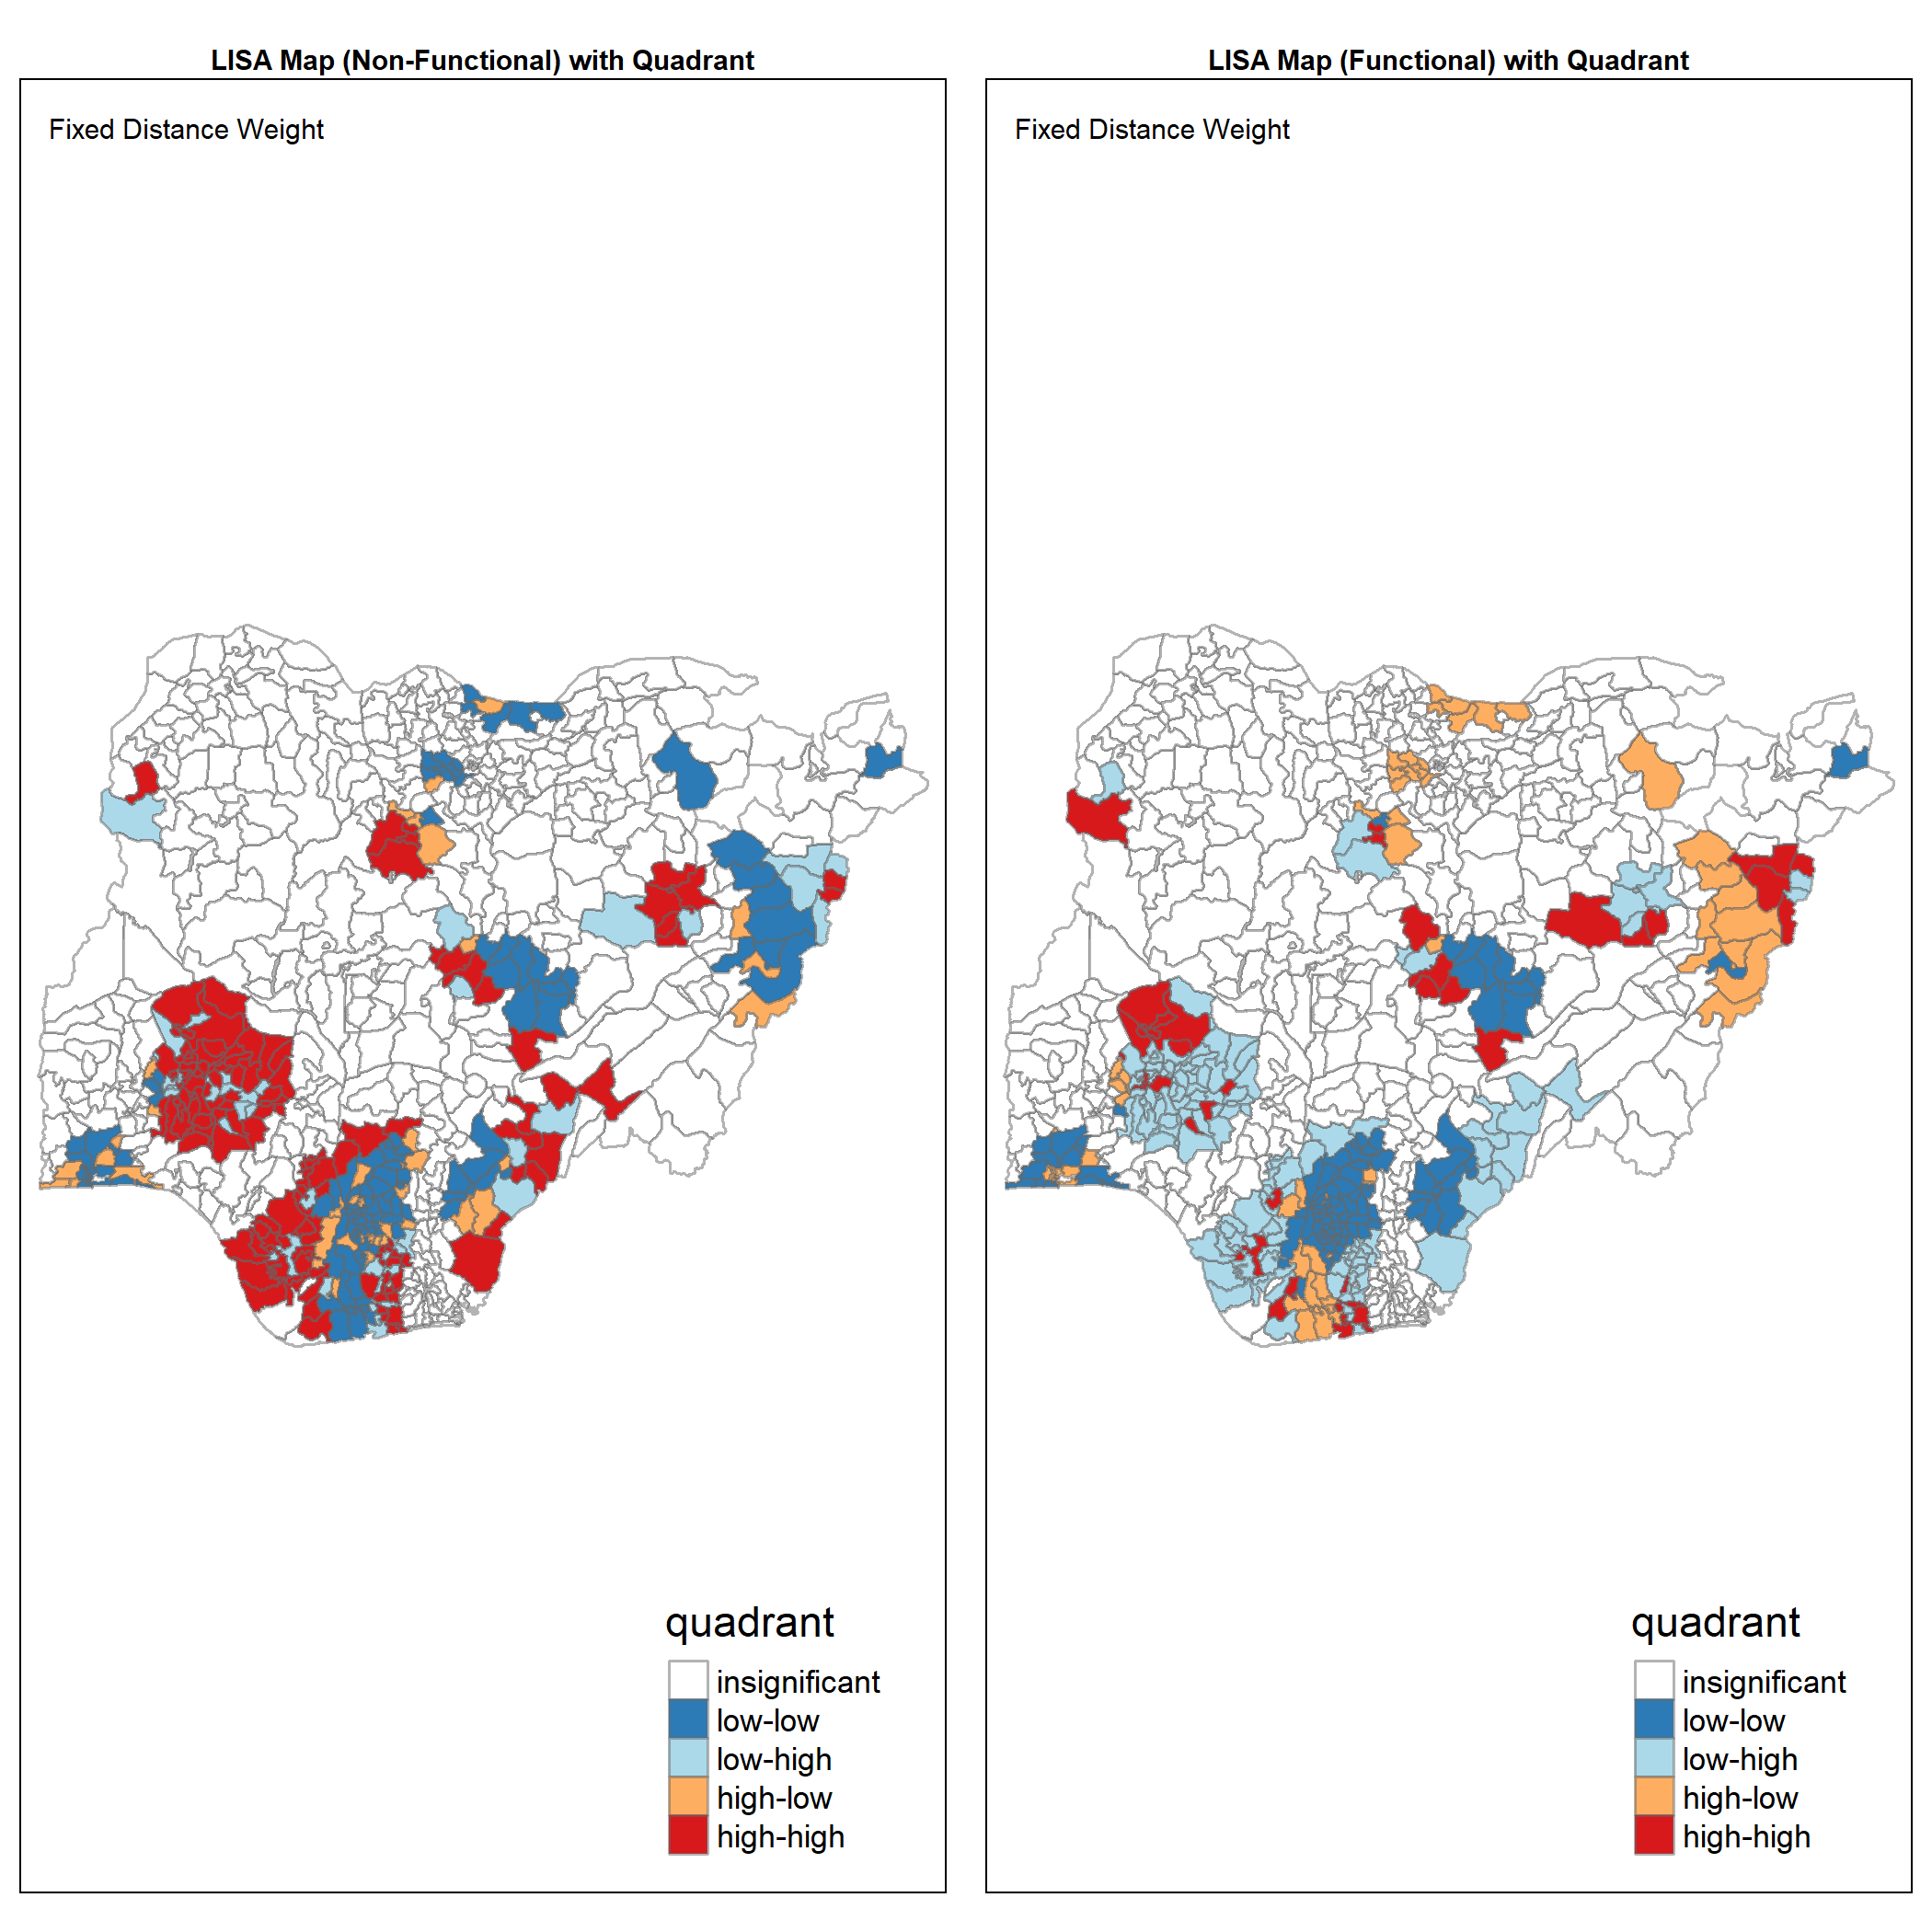 LISA Map (Non-Functional) with Quadrant
Fixed Distance Weight
quadrant
insignificant
low-low
low-high
high-low
high-high
LISA Map (Functional) with Quadrant
Fixed Distance Weight
quadrant
insignificant
low-low
low-high
high-low
high-high